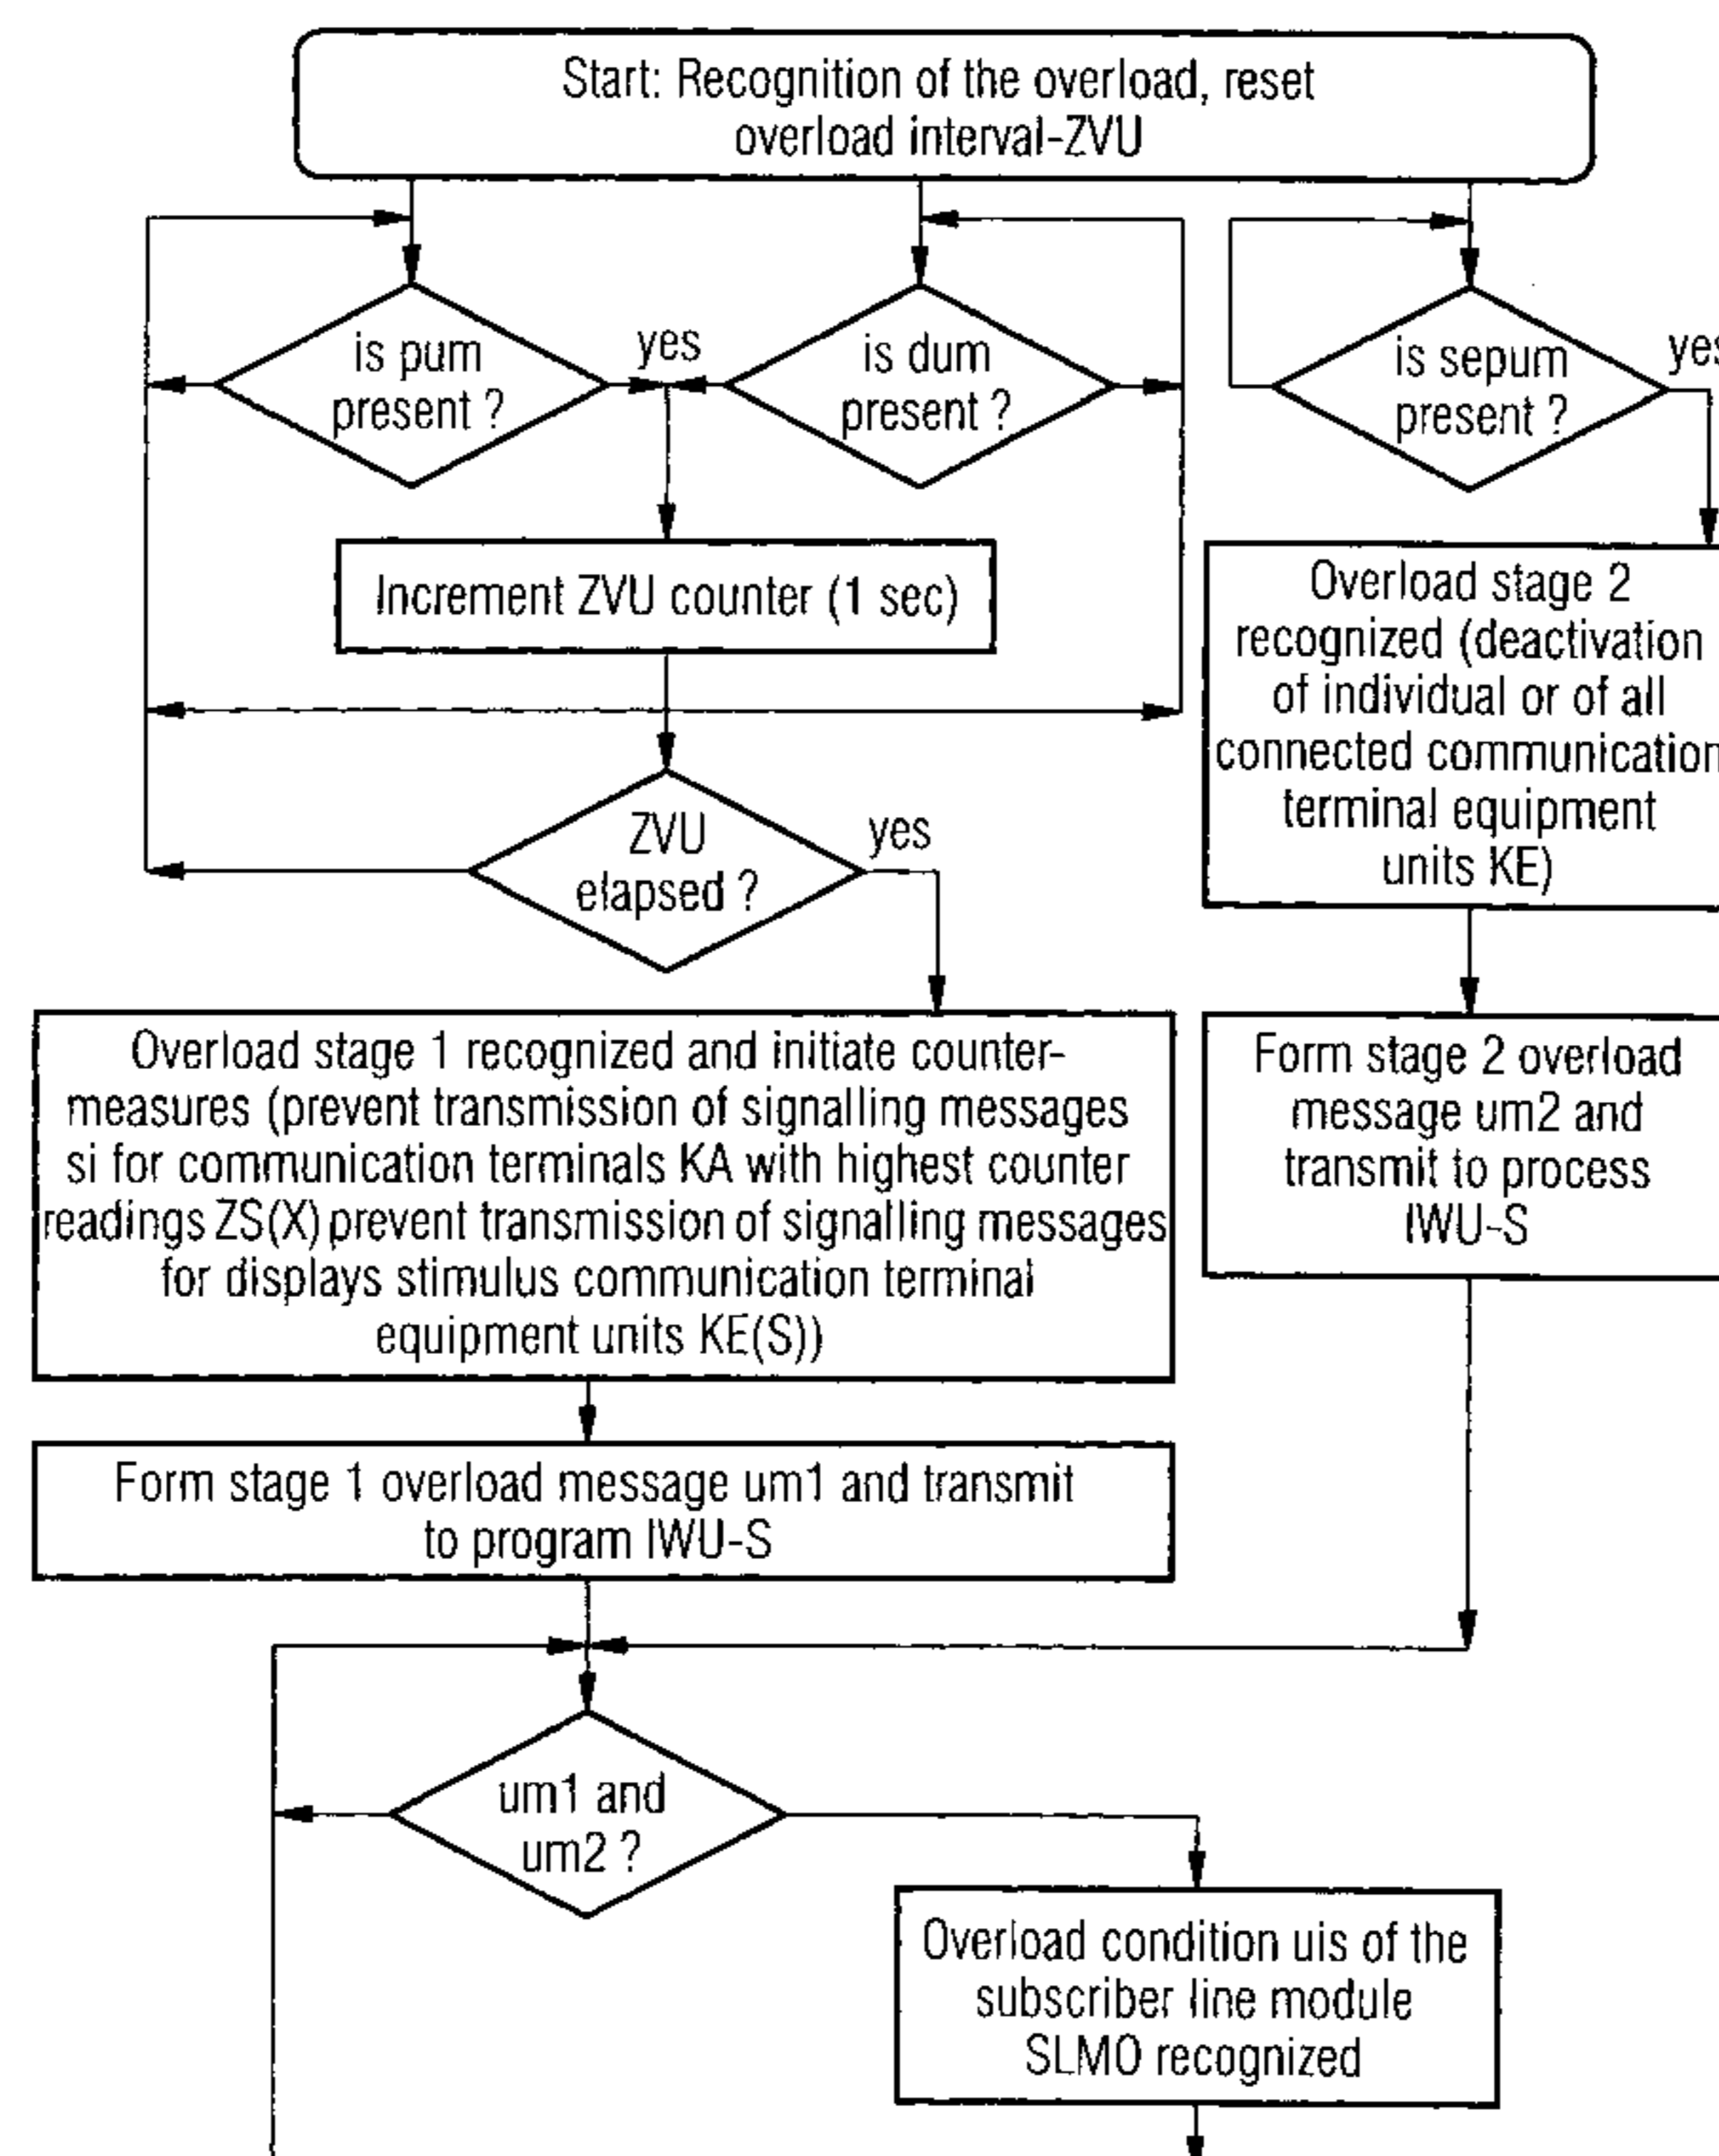 Start: Recognition of the overload, reset
overload interval-ZVU
is pum
present ?
yes
is dum
present ?
is sepum
present ?
yes
Increment ZVU counter (1 sec)
Overload stage 2
recognized (deactivation
of individual or of all
connected communication
terminal equipment
units KE)
ZVU
elapsed ?
yes
Overload stage 1 recognized and initiate counter-
measures (prevent transmission of signalling messages
si for communication terminals KA with highest counter
readings ZS(X) prevent transmission of signalling messages
for displays stimulus communication terminal
equipment units KE(S))
Form stage 2 overload
message um2 and
transmit to process
IWU-S
Form stage 1 overload message um1 and transmit
to program IWU-S
um1 and
um2 ?
Overload condition uis of the
subscriber line module
SLMO recognized